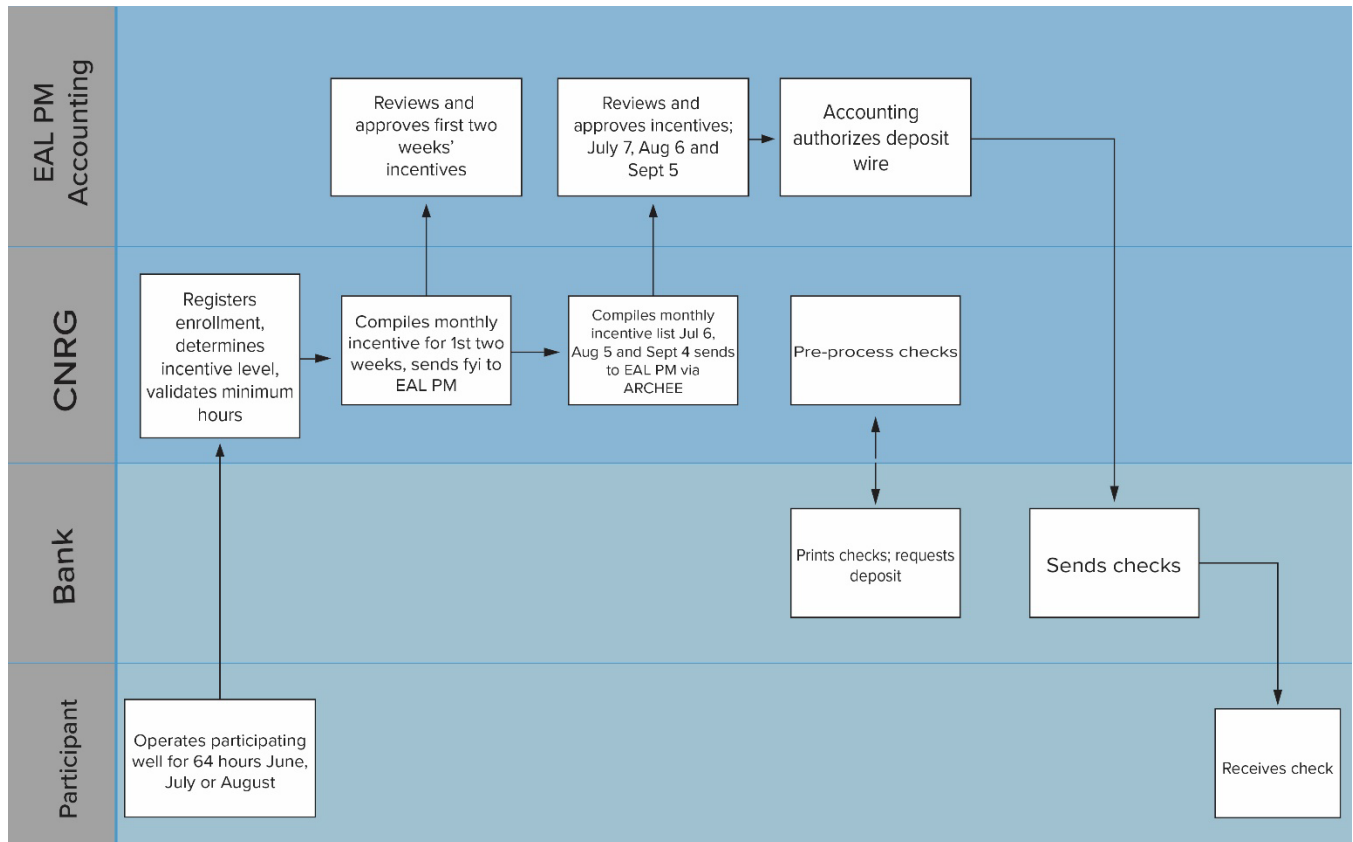 EAL PM
Accounting
Reviews and
approves first two
weeks’
incentives
Reviews and
approves incentives;
July 7, Aug 6 and
Sept 5
Accounting
authorizes deposit
wire
CNRG
Registers
enrollment,
determines
incentive level,
validates minimum
hours
Compiles monthly
incentive for 1st two
weeks, sends fyi to
EAL PM
Compiles monthly
incentive list Jul 6,
Aug 5 and Sept 4 sends
to EAL PM via
ARCHEE
Pre-process checks
Bank
Prints checks; requests
deposit
Sends checks
Participant
Operates participating
well for 64 hours June,
July or August
Receives check